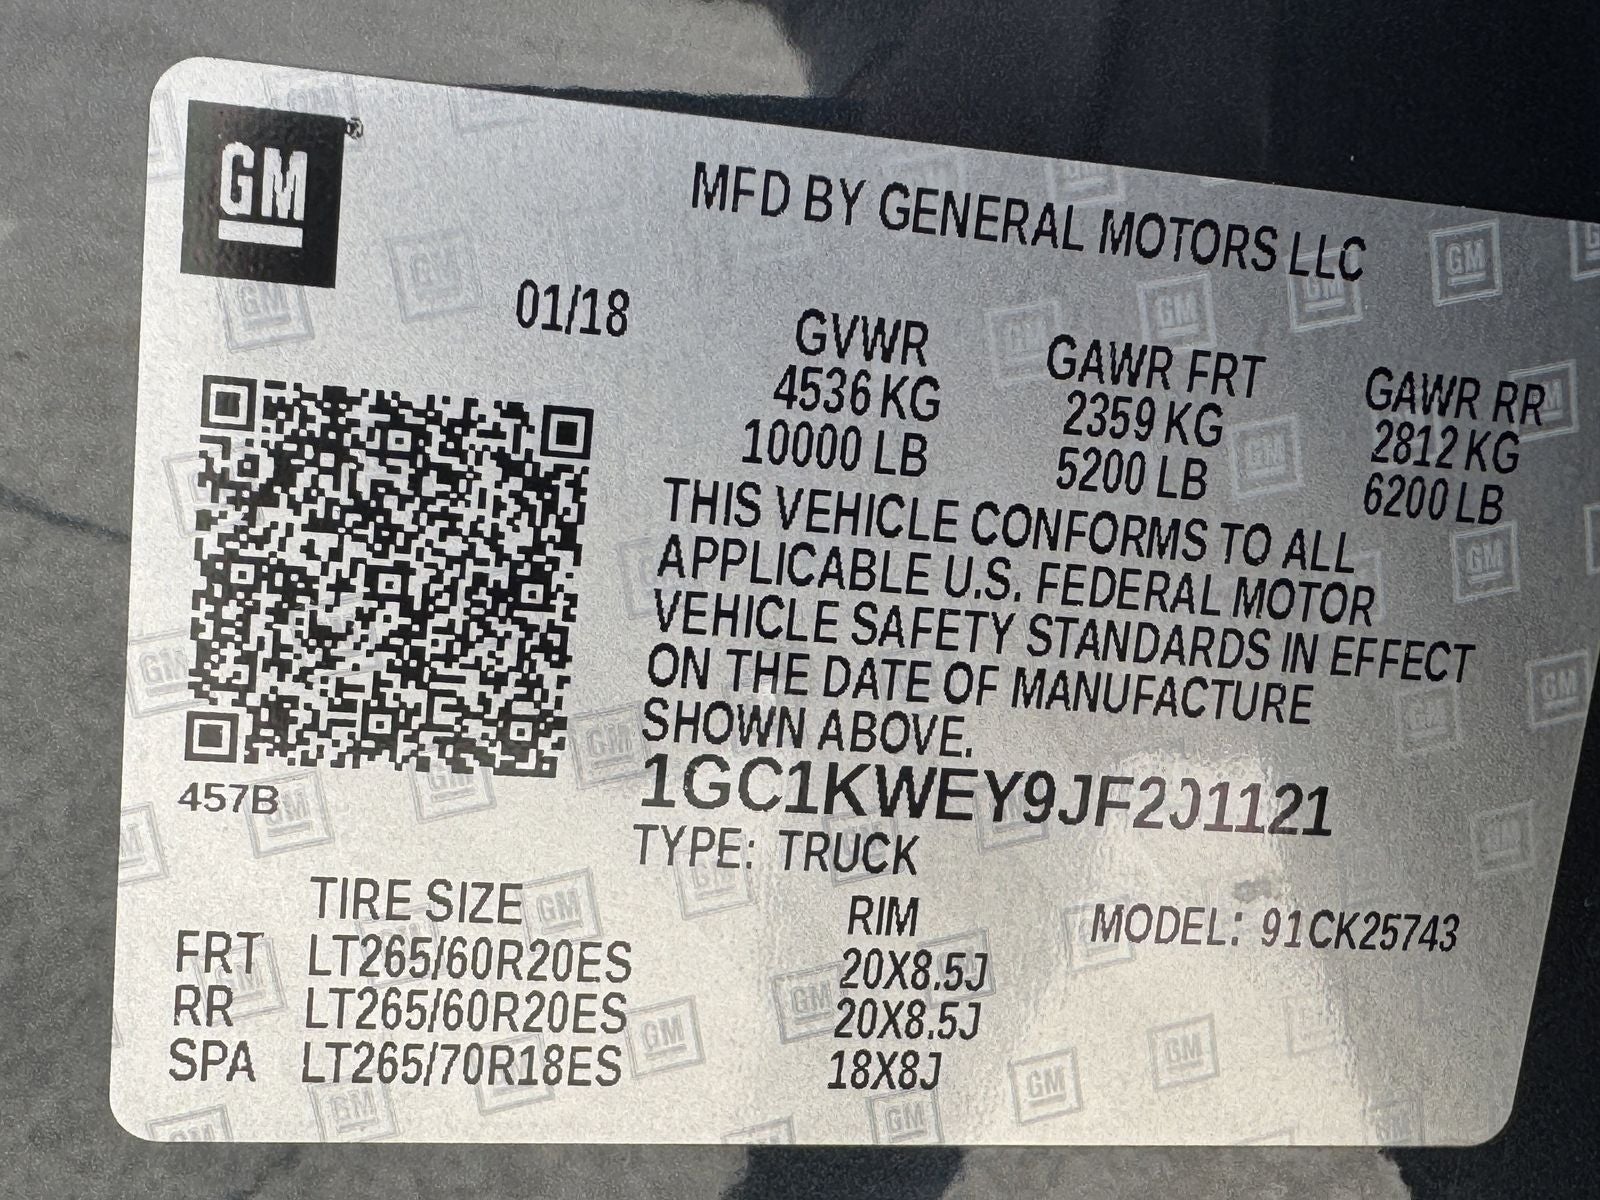 GM
MFD BY GENERAL MOTORS LLC
01/18
GVWR GAWR FRT GAWR RR
4536 KG 2359 KG 2812 KG
10000 LB 5200 LB 6200 LB
THIS VEHICLE CONFORMS TO ALL
APPLICABLE U.S. FEDERAL MOTOR
VEHICLE SAFETY STANDARDS IN EFFECT
ON THE DATE OF MANUFACTURE
SHOWN ABOVE.
457B
1GC1KWEY9JF201121
TYPE: TRUCK
TIRE SIZE RIM MODEL: 91CK25743
FRT LT265/60R20ES 20X8.5J
RR LT265/60R20ES 20X8.5J
SPA LT265/70R18ES 18X8J